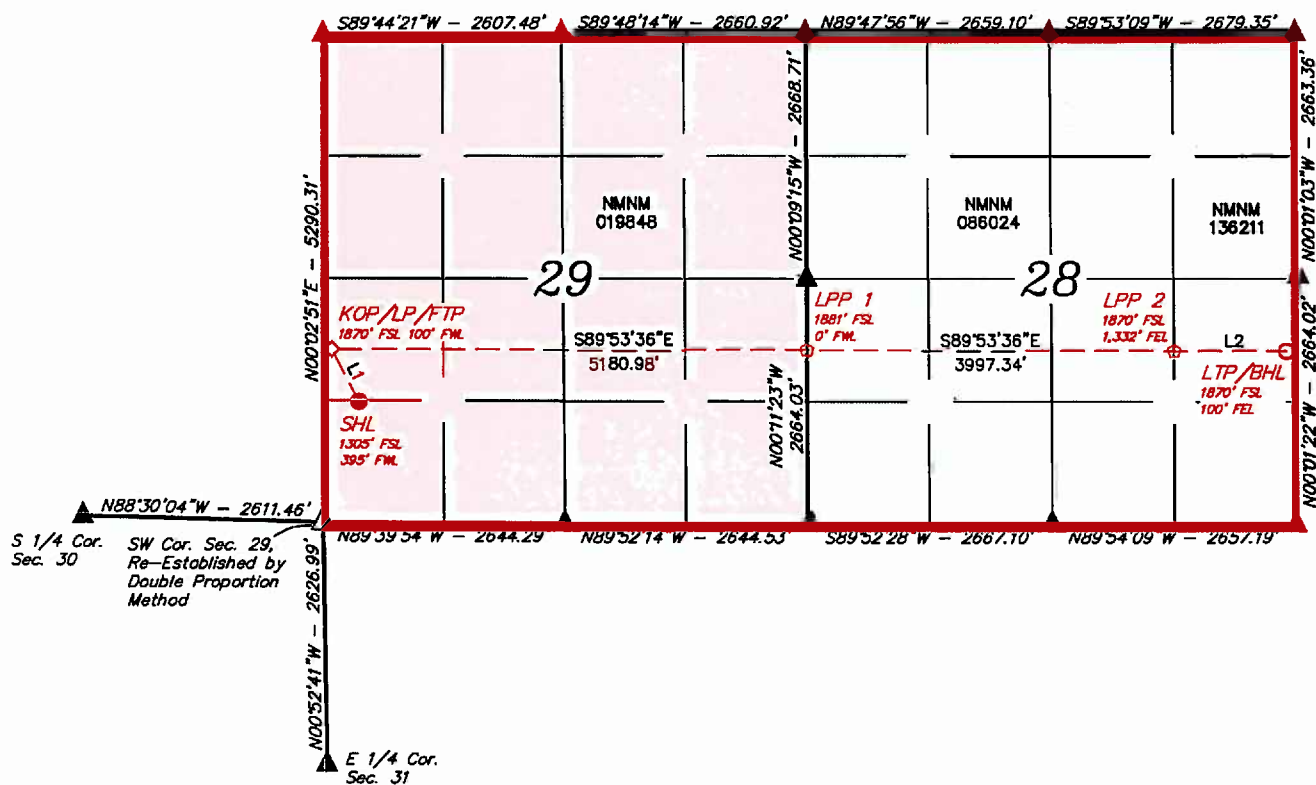 S89°44'21"W - 2607.48'
S89°48'14"W - 2660.92'
N89°47'56"W - 2659.10'
S89°53'09"W - 2679.35'
N00°02'51"E - 5290.31'
N00°09'15"W - 2668.71'
N00°01'03"W - 2663.36'
NMNM
019848
NMNM
086024
NMNM
136211
29
28
KOP/LP/FTP
1870' FSL 100' FWL
L1
S89°53'36"E
5180.98'
LPP 1
1881' FSL
0' FWL
S89°53'36"E
3997.34'
LPP 2
1870' FSL
1,332' FEL
L2
LTP/BHL
1870' FSL
100' FEL
SHL
1305' FSL
395' FWL
N00°11'23"W
2664.03'
N00°01'22"W - 2664.02'
N88°30'04"W - 2611.46'
S 1/4 Cor.
Sec. 30
SW Cor. Sec. 29,
Re-Established by
Double Proportion
Method
N89°39'54"W - 2644.29'
N89°52'14"W - 2644.53'
S89°52'28"W - 2667.10'
N89°54'09"W - 2657.19'
N00°52'41"W - 2626.99'
E 1/4 Cor.
Sec. 31